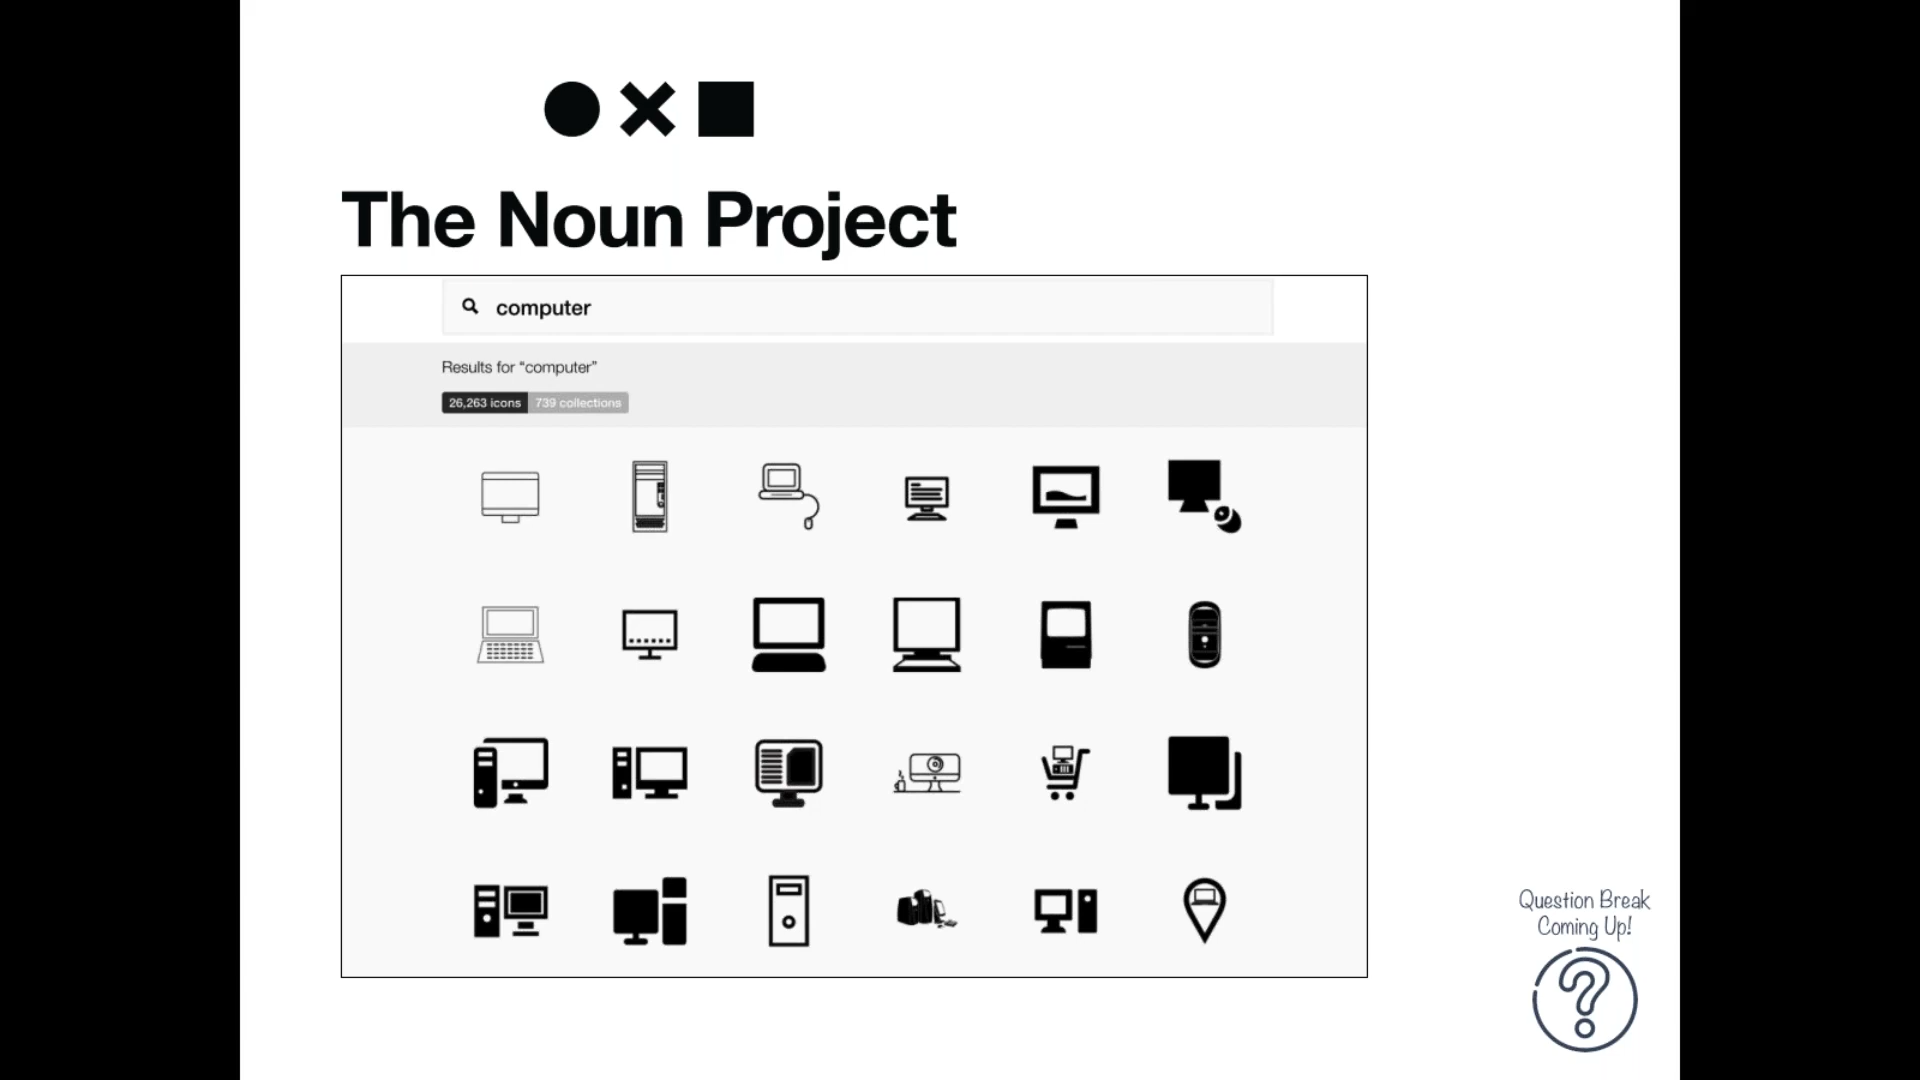 The Noun Project
computer
Results for “computer”
26,263 icons 739 collections
Question Break
Coming Up!